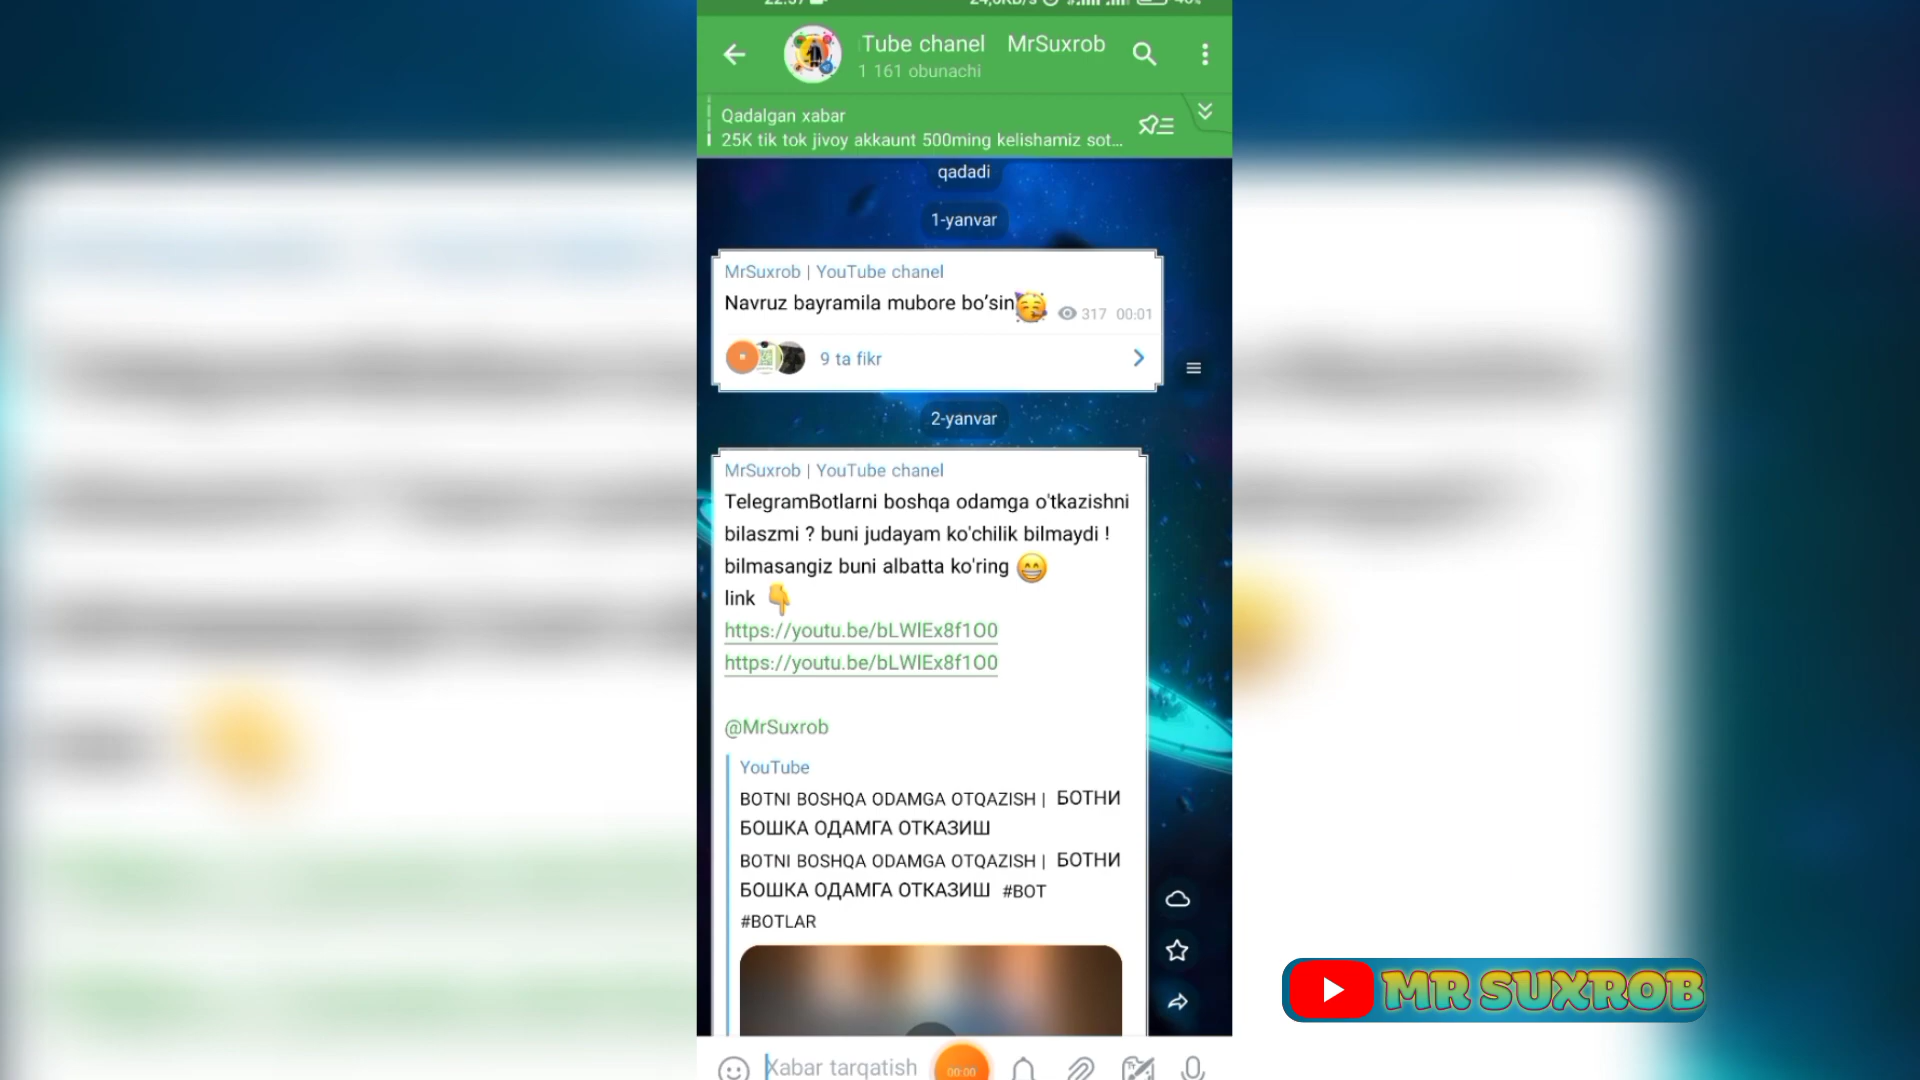 Tube chanel MrSuxrob
1 161 obunachi
Qadalgan xabar
25K tik tok jivoy akkaunt 500ming kelishamiz sot...
qadadi
1-yanvar
MrSuxrob | YouTube chanel
Navruz bayramila mubore bo’sin
317 00:01
9 ta fikr
2-yanvar
MrSuxrob | YouTube chanel
TelegramBotlarni boshqa odamga o'tkazishni
bilaszmi ? buni judayam ko'chilik bilmaydi !
bilmasangiz buni albatta ko'ring
link
https://youtu.be/bLWlEx8f1O0
https://youtu.be/bLWlEx8f1O0
@MrSuxrob
YouTube
BOTNI BOSHQA ODAMGA OTQAZISH | БОТНИ
БОШКА ОДАМГА ОТКАЗИШ
BOTNI BOSHQA ODAMGA OTQAZISH | БОТНИ
БОШКА ОДАМГА ОТКАЗИШ #BOT
#BOTLAR
MR SUXROB
Xabar tarqatish
00:00